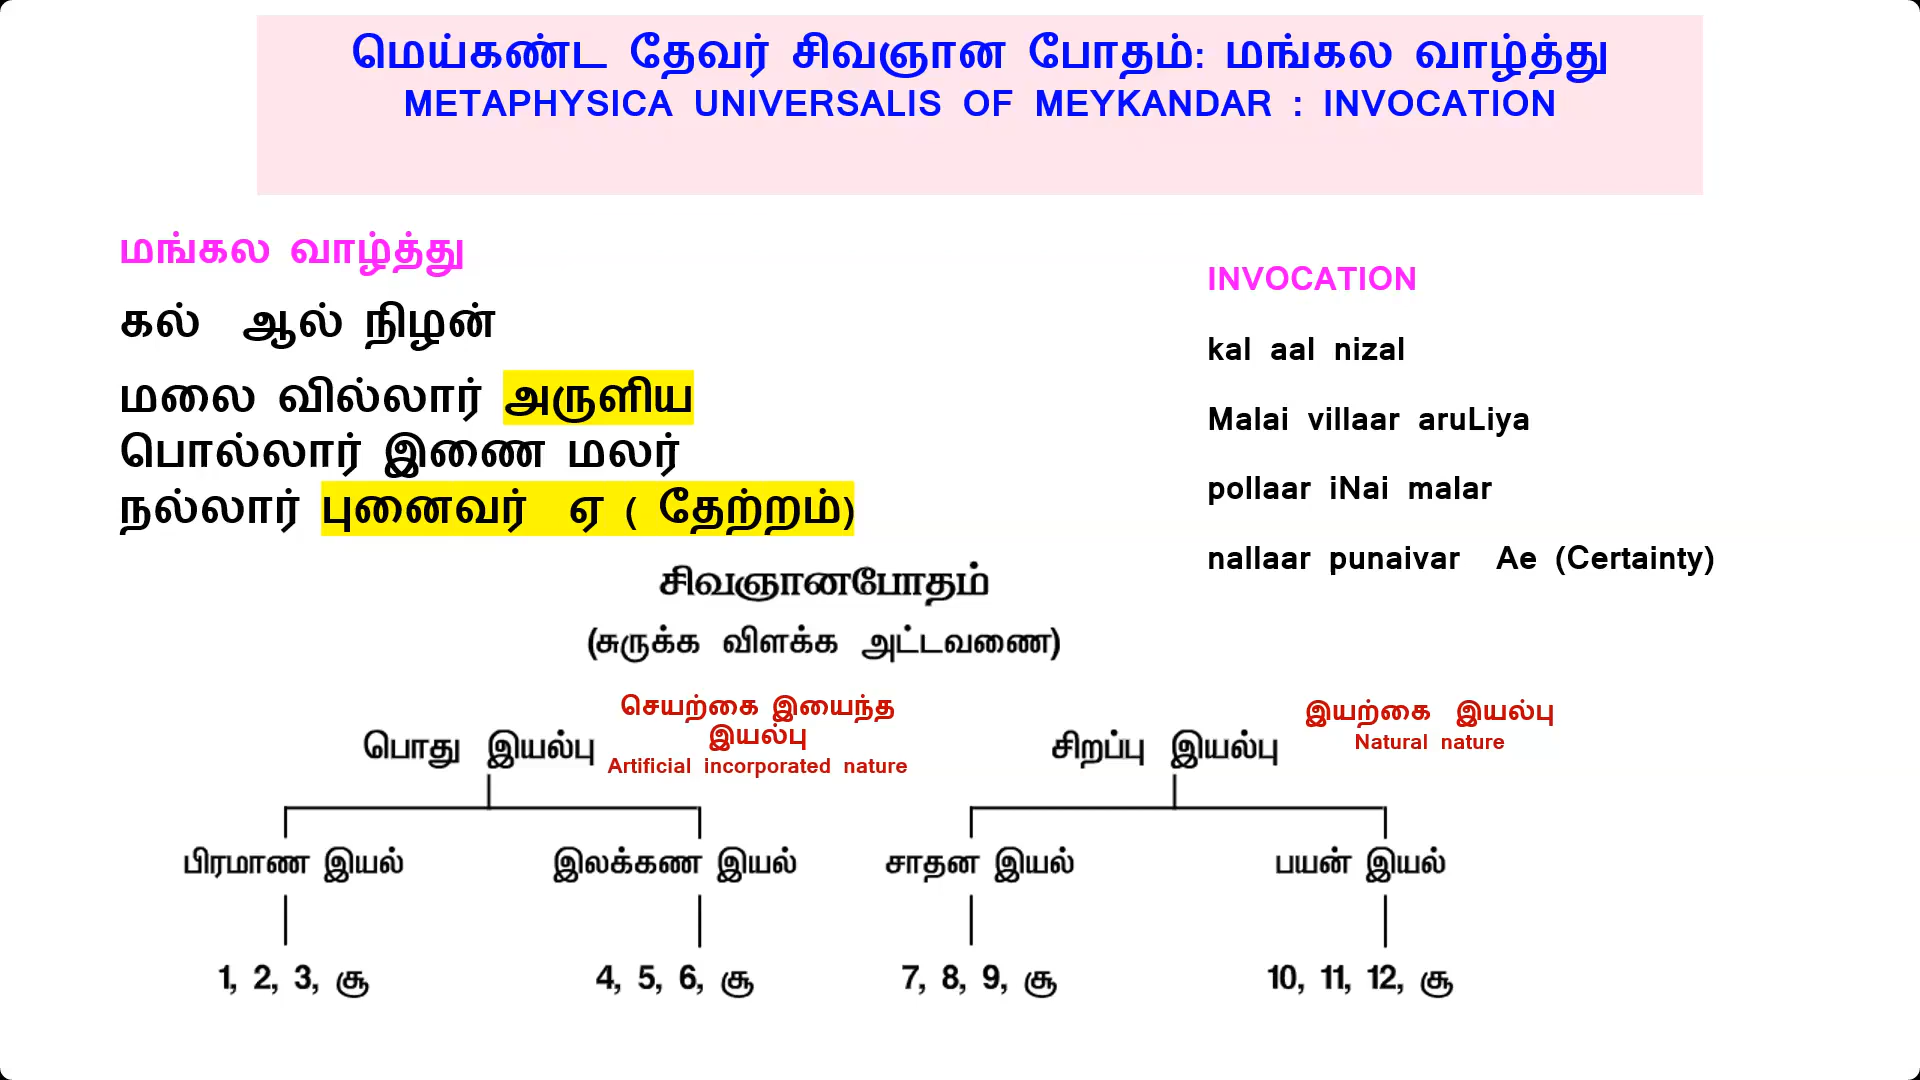 மெய்கண்ட தேவர் சிவஞான போதம்: மங்கல வாழ்த்து
METAPHYSICA UNIVERSALIS OF MEYKANDAR : INVOCATION
மங்கல வாழ்த்து
கல் ஆல் நிழன்
மலை வில்லார் அருளிய
பொல்லார் இணை மலர்
நல்லார் புனைவர் ஏ ( தேற்றம்)
INVOCATION
kal aal nizal
Malai villaar aruLiya
pollaar iNai malar
nallaar punaivar Ae (Certainty)
சிவஞானபோதம்
(சுருக்க விளக்க அட்டவணை)
பொது இயல்பு
செயற்கை இயைந்த
இயல்பு
Artificial incorporated nature
சிறப்பு இயல்பு
இயற்கை இயல்பு
Natural nature
பிரமாண இயல்
இலக்கண இயல்
சாதன இயல்
பயன் இயல்
1, 2, 3, சூ
4, 5, 6, சூ
7, 8, 9, சூ
10, 11, 12, சூ